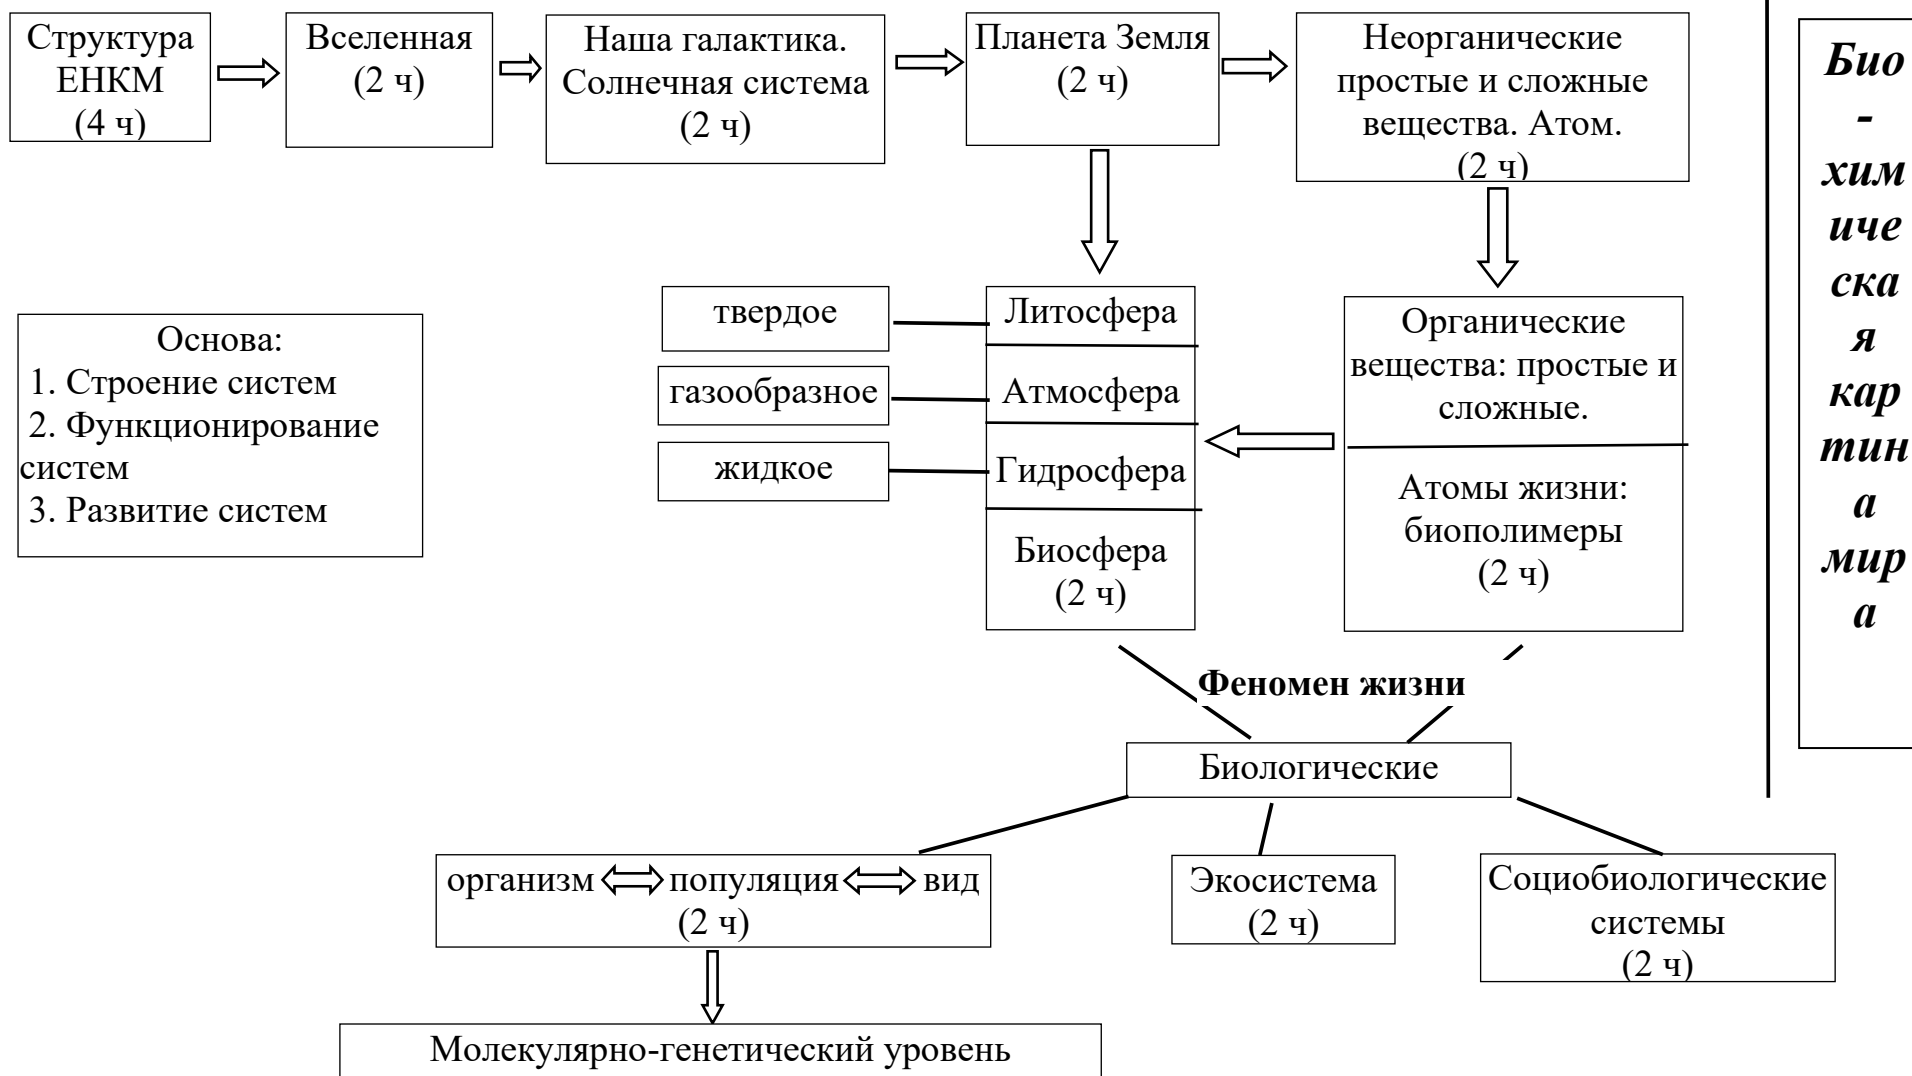 Структура
ЕНКМ
(4 ч)
Вселенная
(2 ч)
Наша галактика.
Солнечная система
(2 ч)
Планета Земля
(2 ч)
Неорганические
простые и сложные
вещества. Атом.
(2 ч)
Био
-
хим
иче
ска
я
кар
тин
а
мир
а
Основа:
1. Строение систем
2. Функционирование
систем
3. Развитие систем
твердое
газообразное
жидкое
Литосфера
Атмосфера
Гидросфера
Биосфера
(2 ч)
Органические
вещества: простые и
сложные.
Атомы жизни:
биополимеры
(2 ч)
Феномен жизни
Биологические
организм популяция вид
(2 ч)
Экосистема
(2 ч)
Социобиологические
системы
(2 ч)
Молекулярно-генетический уровень